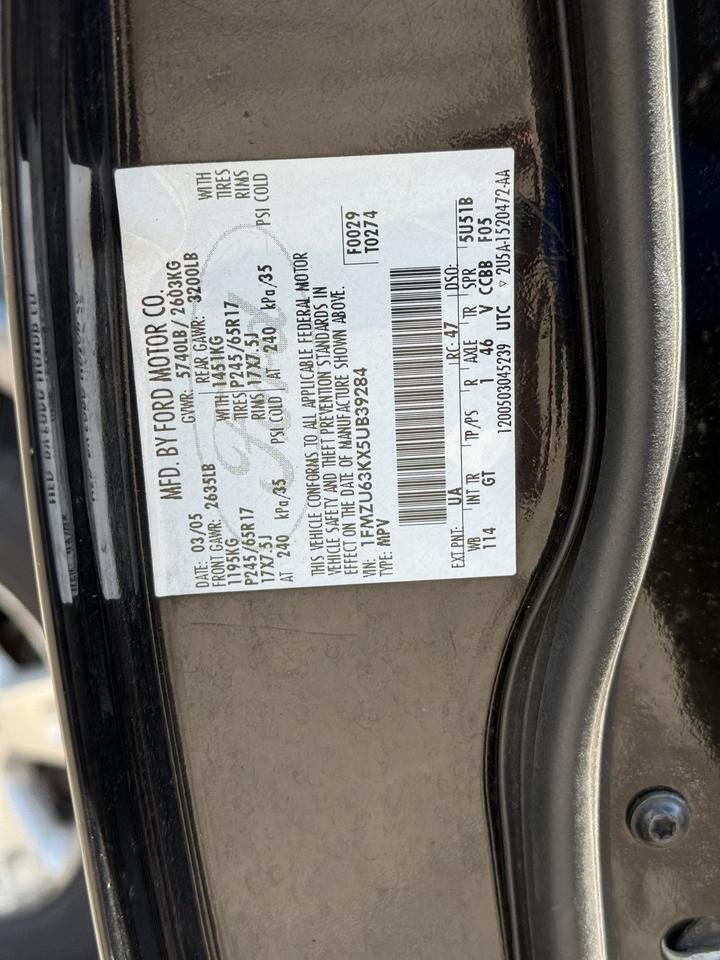 MFD. BY FORD MOTOR CO.
DATE: 03/05 GVWR: 5740LB/2603KG
FRONT GAWR: 2635LB REAR GAWR: 3200LB
1195KG WITH 1451KG WITH
P245/65R17 TIRES P245/65R17 TIRES
17X7.5J RIMS 17X7.5J RIMS
AT 240 kPa/35 PSI COLD AT 240 kPa/35 PSI COLD
Ford
THIS VEHICLE CONFORMS TO ALL APPLICABLE FEDERAL MOTOR
VEHICLE SAFETY AND THEFT PREVENTION STANDARDS IN
EFFECT ON THE DATE OF MANUFACTURE SHOWN ABOVE.
VIN: 1FMZU63KX5UB39284 F0029
TYPE: MPV T0274
EXT PNT: UA RC: 47 DSO:
WB INT TR TP/PS R AXLE TR SPR 5U51B
114 GT 1 46 V CCBB F05
1200503045239 UTC ▽ 2U5A-1520472-AA